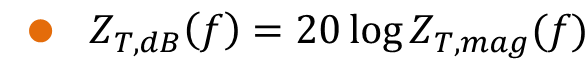 ● Z_{T,dB}(f) = 20 log Z_{T,mag}(f)